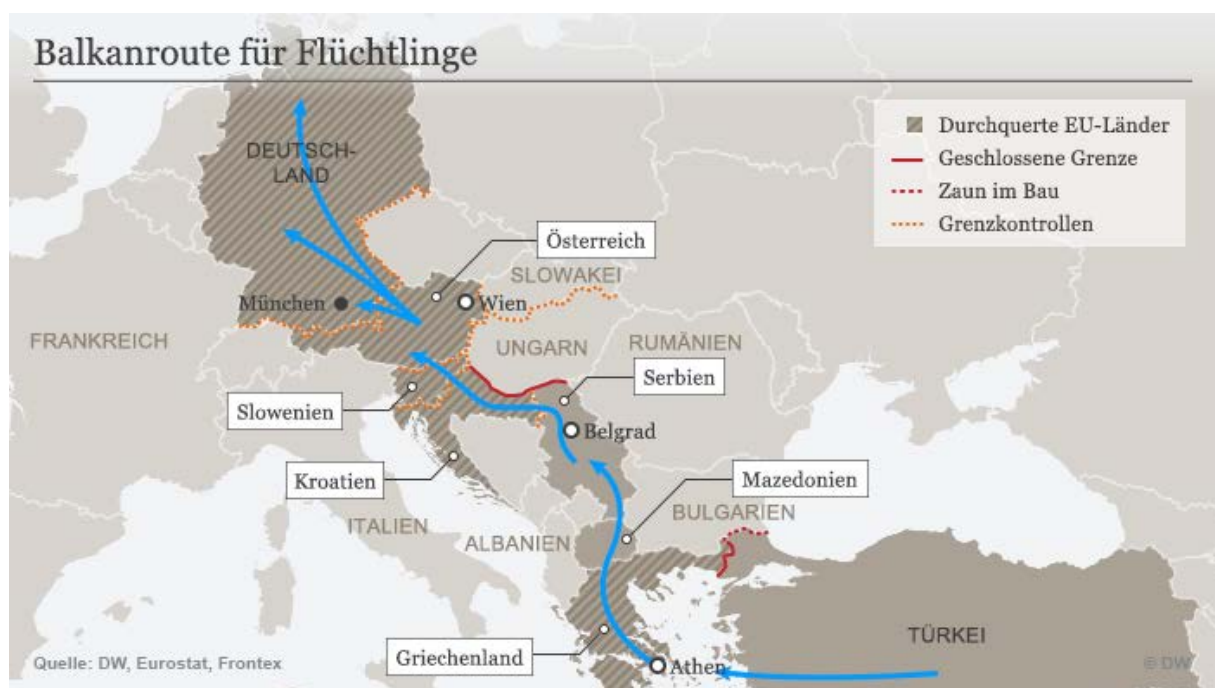 Balkanroute für Flüchtlinge
Durchquerte EU-Länder
Geschlossene Grenze
Zaun im Bau
Grenzkontrollen
DEUTSCH-
LAND
Österreich
SLOWAKEI
München
Wien
FRANKREICH
UNGARN
RUMÄNIEN
Serbien
Slowenien
Belgrad
Kroatien
Mazedonien
ITALIEN
BULGARIEN
ALBANIEN
TÜRKEI
Griechenland
Athen
Quelle: DW, Eurostat, Frontex
© DW